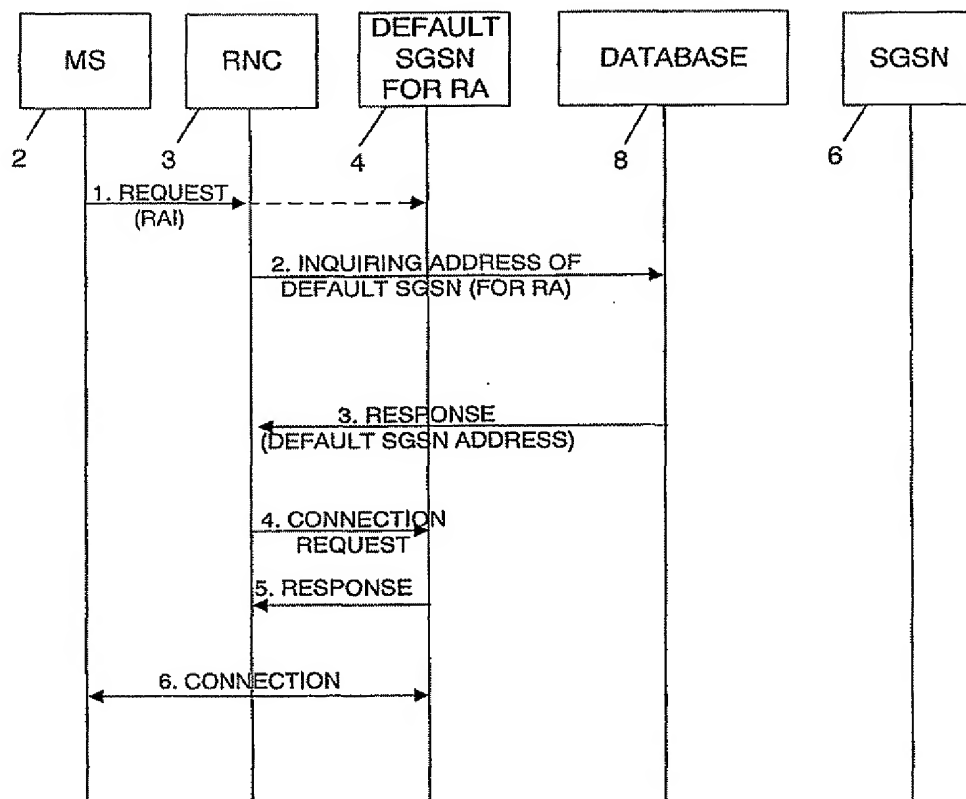 MS
RNC
DEFAULT
SGSN
FOR RA
DATABASE
SGSN
2
3
4
8
6
1. REQUEST
(RAI)
2. INQUIRING ADDRESS OF
DEFAULT SGSN (FOR RA)
3. RESPONSE
(DEFAULT SGSN ADDRESS)
4. CONNECTION
REQUEST
5. RESPONSE
6. CONNECTION